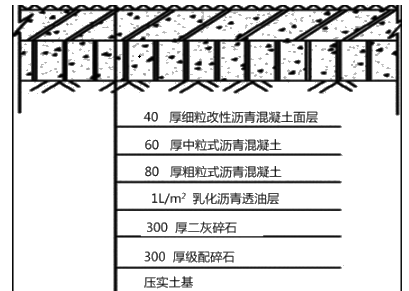 40 厚细粒改性沥青混凝土面层
60 厚中粒式沥青混凝土
80 厚粗粒式沥青混凝土
1L/m² 乳化沥青透油层
300 厚二灰碎石
300 厚级配碎石
压实土基